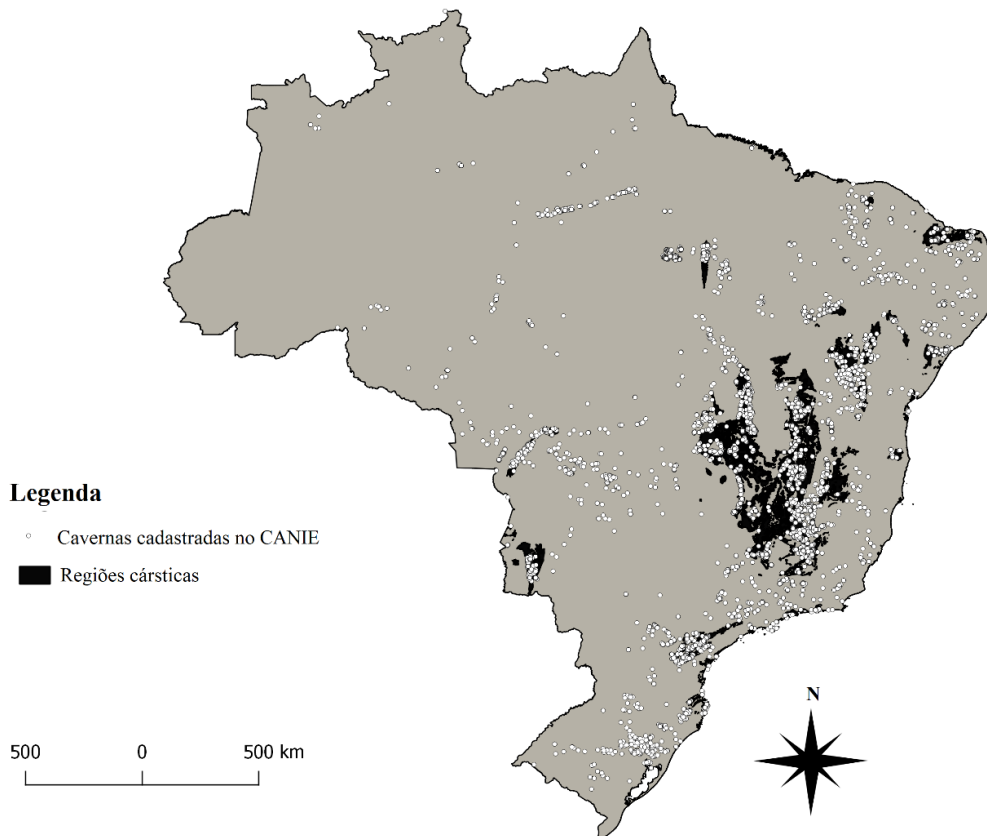 Legenda
Cavernas cadastradas no CANIE
Regiões cársticas
N
500 0 500 km